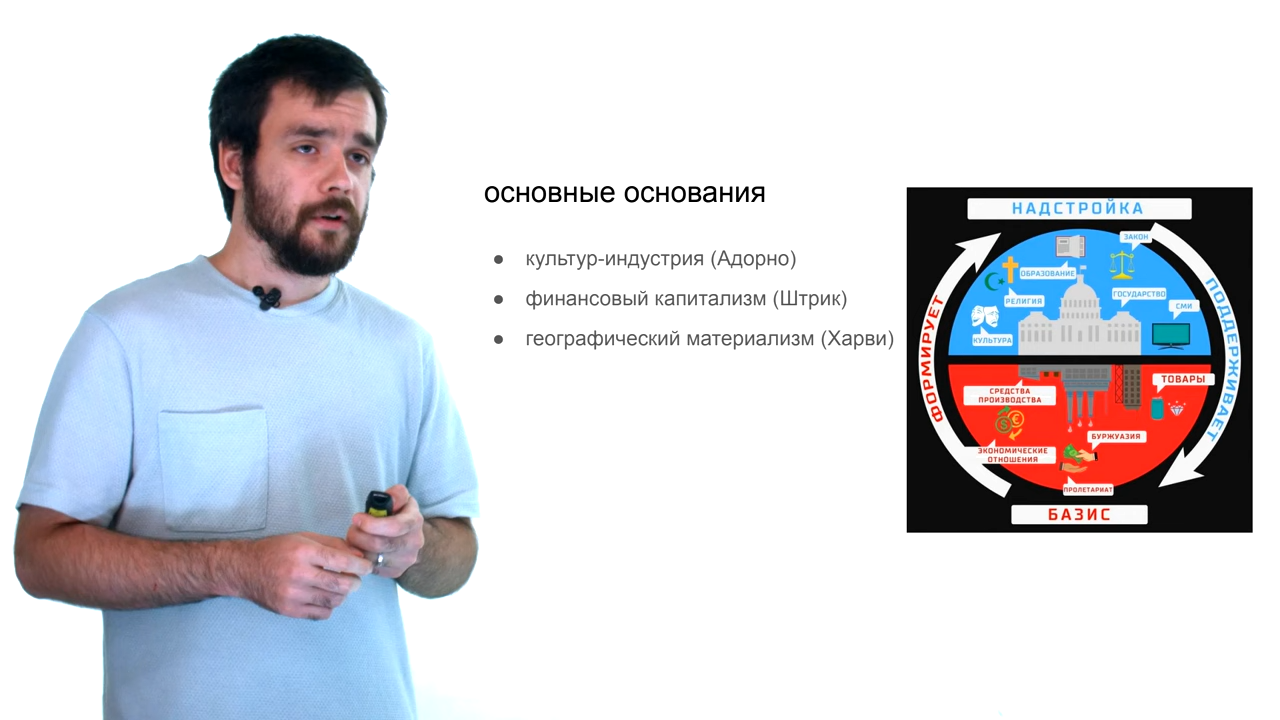 основные основания
● культур-индустрия (Адорно)
● финансовый капитализм (Штрик)
● географический материализм (Харви)
НАДСТРОЙКА
ЗАКОН
ОБРАЗОВАНИЕ
РЕЛИГИЯ
ГОСУДАРСТВО
СМИ
КУЛЬТУРА
ФОРМИРУЕТ
ПОДДЕРЖИВАЕТ
СРЕДСТВА
ПРОИЗВОДСТВА
ТОВАРЫ
БУРЖУАЗИЯ
ЭКОНОМИЧЕСКИЕ
ОТНОШЕНИЯ
ПРОЛЕТАРИАТ
БАЗИС